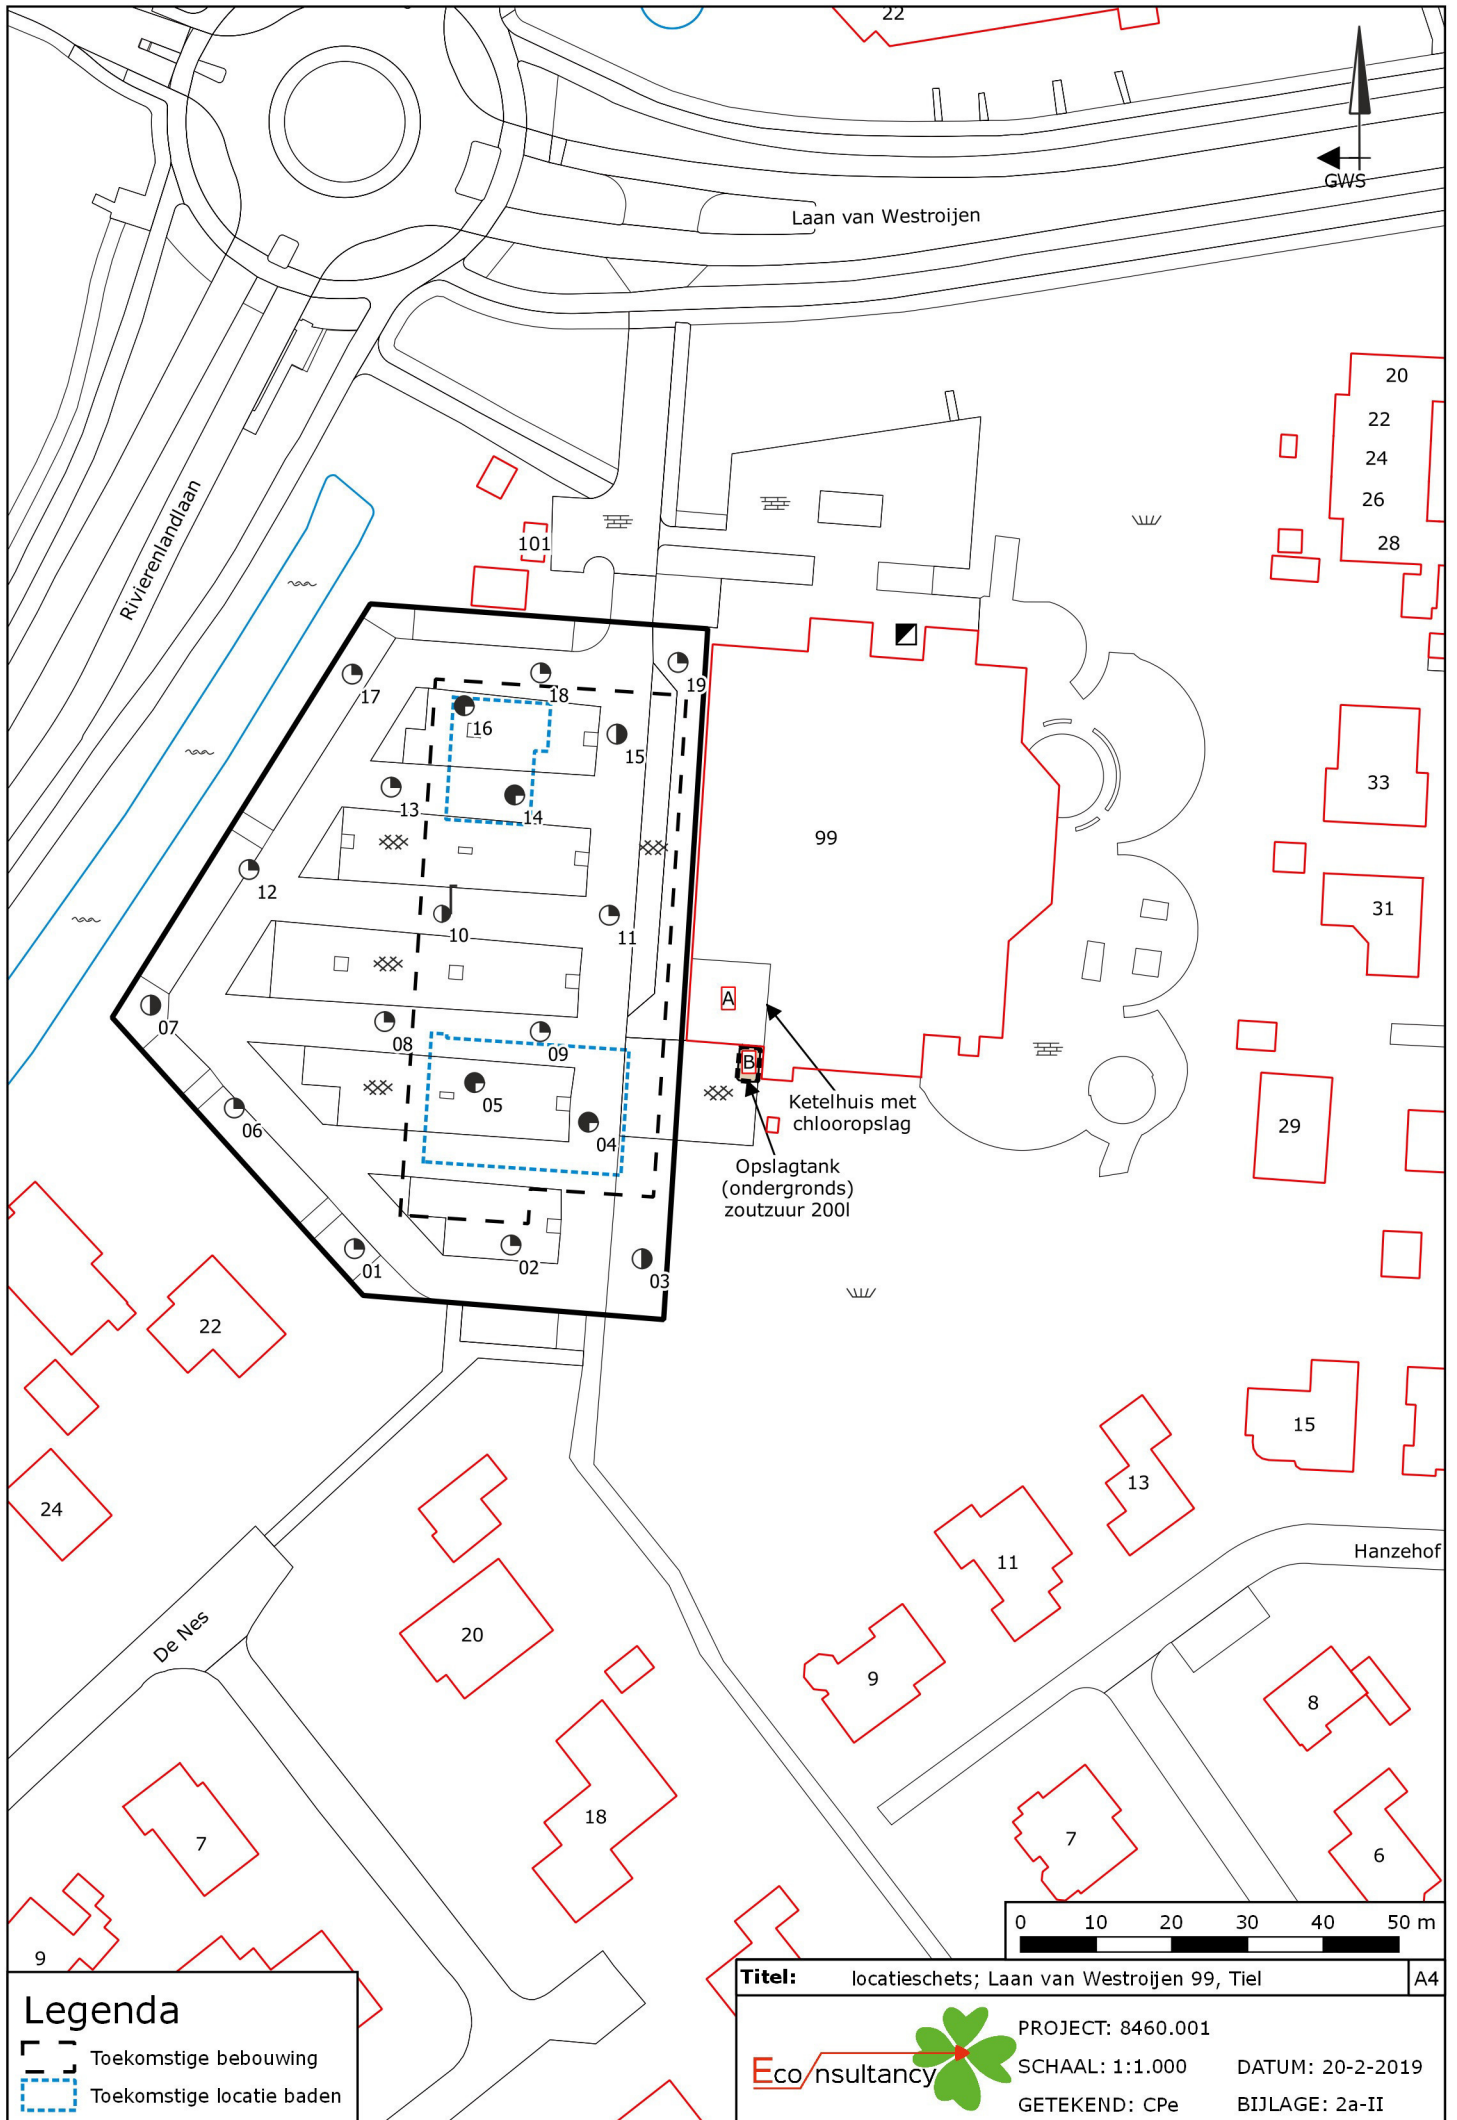 22
GWS
Laan van Westroijen
20
22
24
26
28
Rivierenlandlaan
101
17
18
19
16
15
13
14
12
10
11
99
33
31
A
07
08
09
B
05
04
06
Ketelhuis met
chlooropslag
Opslagtank
(ondergronds)
zoutzuur 200l
29
01
02
03
22
24
15
13
11
Hanzehof
De Nes
20
9
8
18
7
7
6
9
0 10 20 30 40 50 m
Titel: locatieschets; Laan van Westroijen 99, Tiel A4
Legenda
Toekomstige bebouwing
Toekomstige locatie baden
Econsultancy
PROJECT: 8460.001
SCHAAL: 1:1.000 DATUM: 20-2-2019
GETEKEND: CPe BIJLAGE: 2a-II